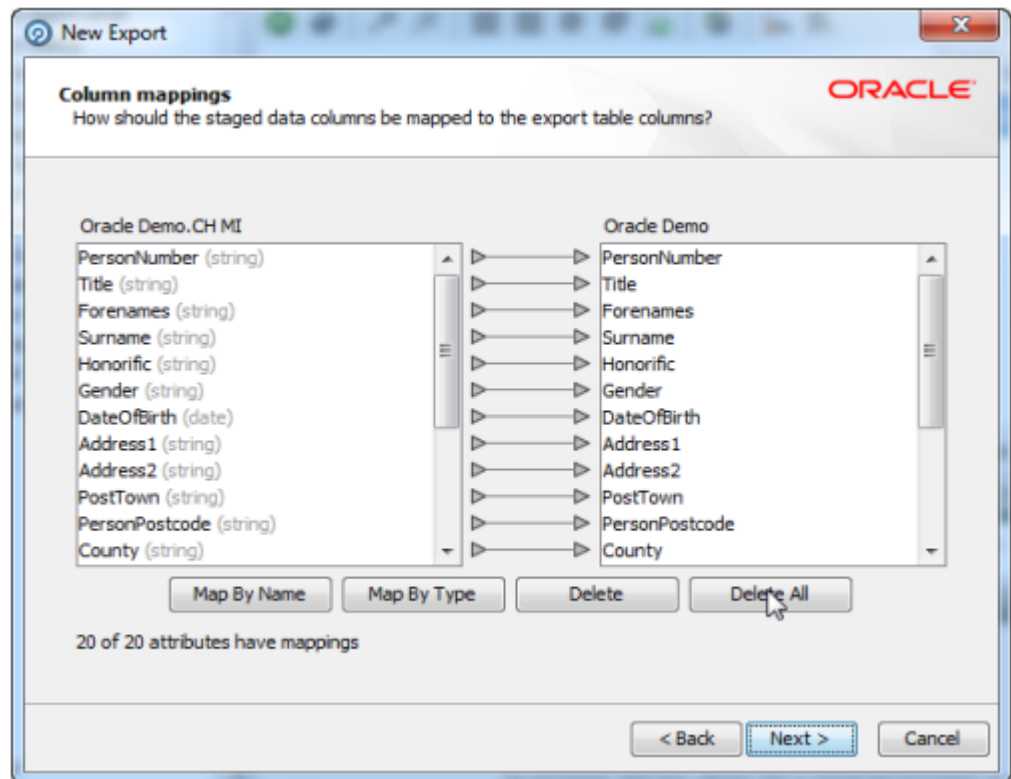 New Export
Column mappings
ORACLE
How should the staged data columns be mapped to the export table columns?
Oracle Demo.CH MI
Oracle Demo
PersonNumber (string)
PersonNumber
Title (string)
Title
Forenames (string)
Forenames
Surname (string)
Surname
Honorific (string)
Honorific
Gender (string)
Gender
DateOfBirth (date)
DateOfBirth
Address1 (string)
Address1
Address2 (string)
Address2
PostTown (string)
PostTown
PersonPostcode (string)
PersonPostcode
County (string)
County
Map By Name
Map By Type
Delete
Delete All
20 of 20 attributes have mappings
< Back
Next >
Cancel